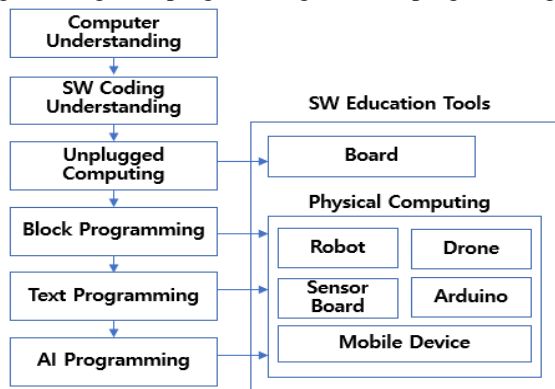 Computer
Understanding
SW Coding
Understanding
SW Education Tools
Unplugged
Computing
Board
Physical Computing
Block Programming
Robot
Drone
Text Programming
Sensor
Board
Arduino
Mobile Device
AI Programming